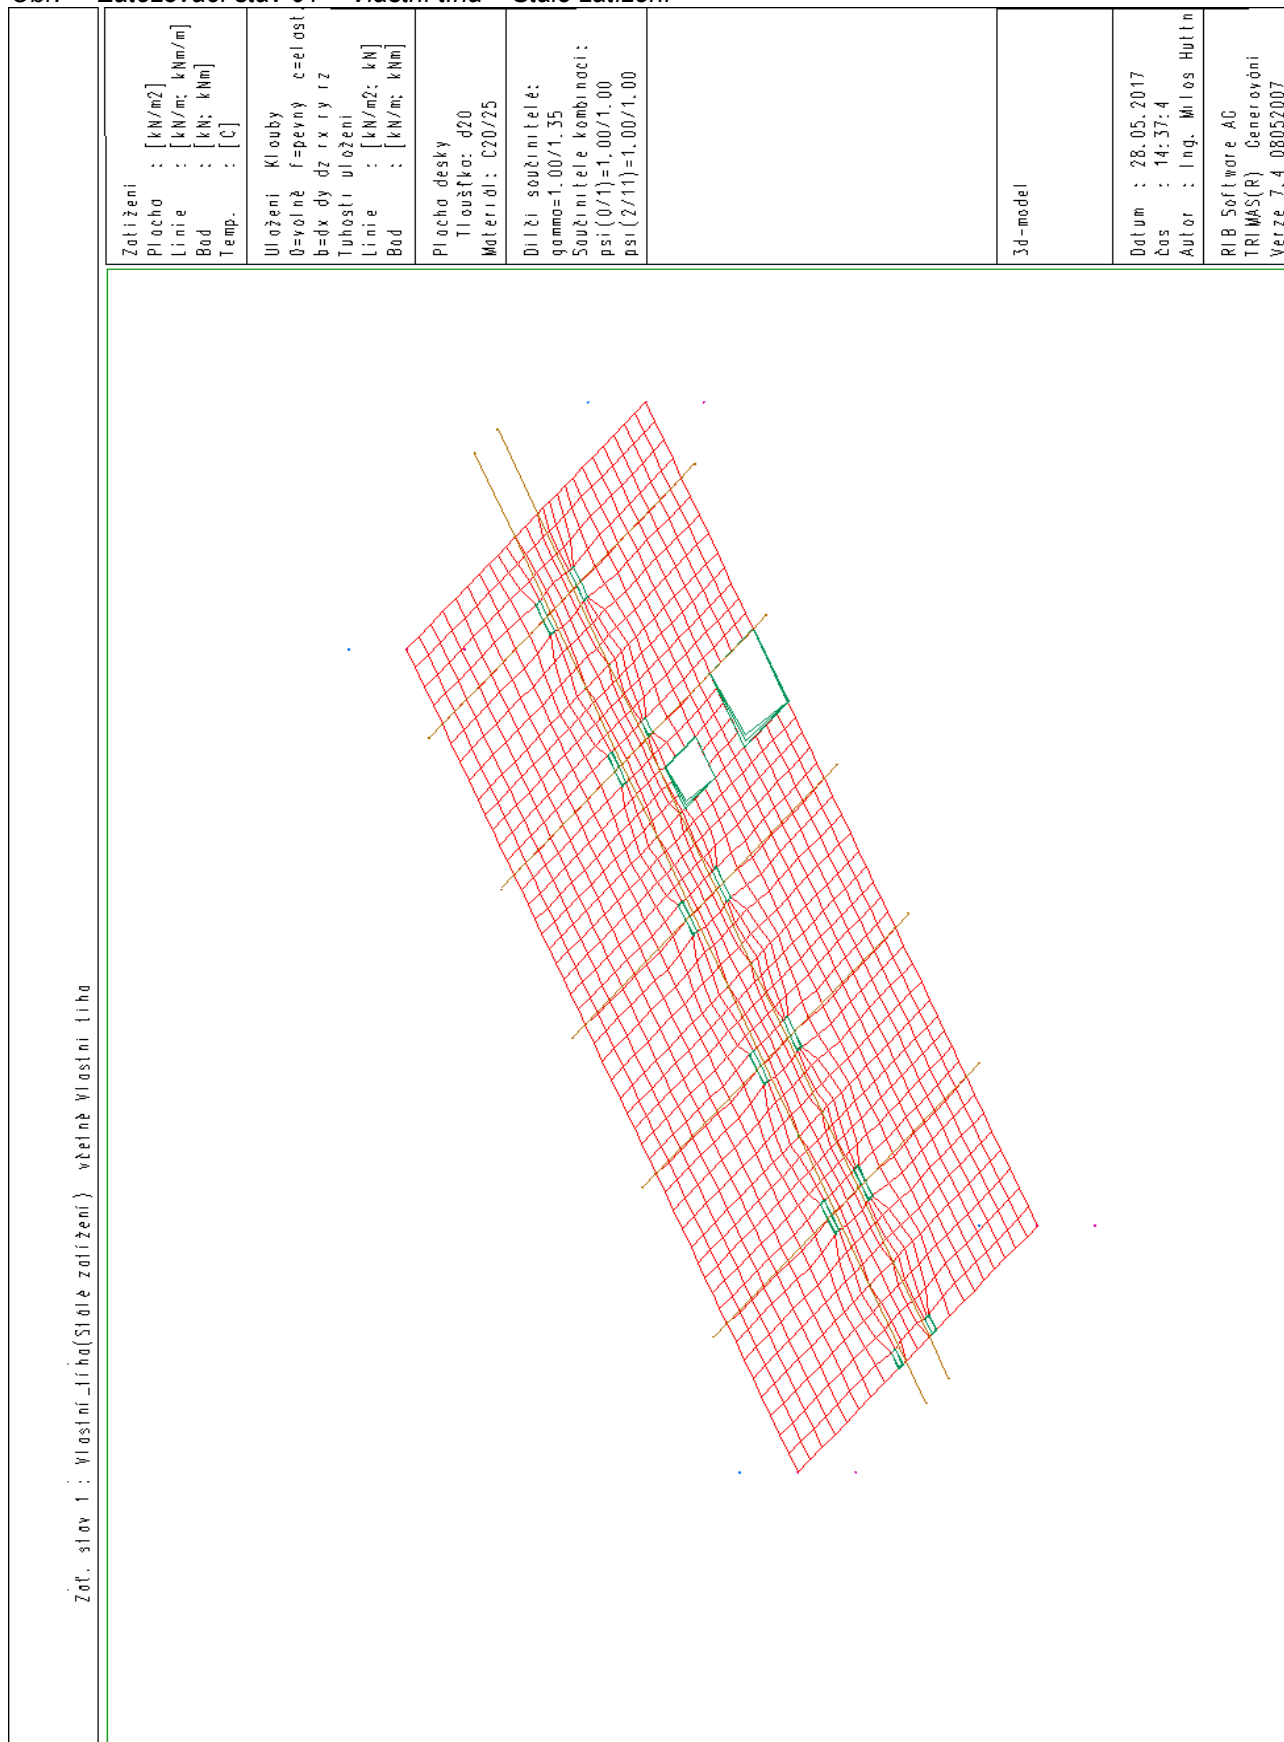 Zatížení
Plocha : [kN/m2]
Linie : [kN/m; kNm/m]
Bod : [kN; kNm]
Temp. : [C]
Uložení Klouby
0=volně f=pevný c=elast.
b=dx dy dz rx ry rz
Tuhosti uložení
Linie : [kN/m2; kN]
Bod : [kN/m; kNm]
Plocha desky
Tloušťka: d20
Materiál: C20/25
Dílčí součinitelé:
gamma=1.00/1.35
Součinitele kombinací:
psi(0/1)=1.00/1.00
psi(2/11)=1.00/1.00
3d-model
Datum : 28.05.2017
Čas : 14:37:4
Autor : Ing. Milos Huttn
RIB Software AG
TRIMAS(R) Generování
Verze 7.4 08052007
Zat. stav 1 : Vlastní_tíha(Stálé zatížení) včetně Vlastní tíha